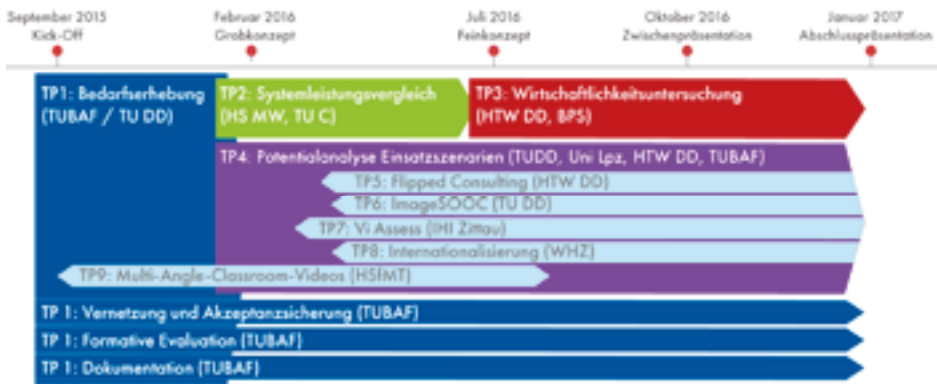 September 2015
Kick-Off
Februar 2016
Grobkonzept
Juli 2016
Feinkonzept
Oktober 2016
Zwischenpräsentation
Januar 2017
Abschlusspräsentation
TP1: Bedarfserhebung
(TUBAF / TU DD)
TP2: Systemleistungsvergleich
(HS MW, TU C)
TP3: Wirtschaftlichkeitsuntersuchung
(HTW DD, BPS)
TP4: Potentialanalyse Einsatzszenarien (TUDD, Uni Lpz, HTW DD, TUBAF)
TP5: Flipped Consulting (HTW DD)
TP6: ImageSOOC (TU DD)
TP7: Vi Assess (IHI Zittau)
TP8: Internationalisierung (WHZ)
TP9: Multi-Angle-Classroom-Videos (HSfMT)
TP 1: Vernetzung und Akzeptanzsicherung (TUBAF)
TP 1: Formative Evaluation (TUBAF)
TP 1: Dokumentation (TUBAF)